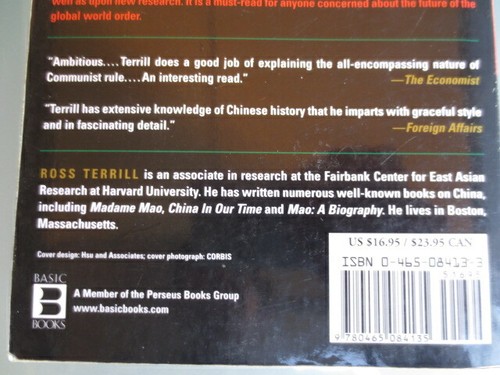 well as upon new research. It is a must-read for anyone concerned about the future of the
global world order.
"Ambitious....Terrill does a good job of explaining the all-encompassing nature of
Communist rule....An interesting read."
—The Economist
"Terrill has extensive knowledge of Chinese history that he imparts with graceful style
and in fascinating detail."
—Foreign Affairs
ROSS TERRILL is an associate in research at the Fairbank Center for East Asian
Research at Harvard University. He has written numerous well-known books on China,
including Madame Mao, China In Our Time and Mao: A Biography. He lives in Boston,
Massachusetts.
Cover design: Hsu and Associates; cover photograph: CORBIS
BASIC
B
BOOKS
A Member of the Perseus Books Group
www.basicbooks.com
US $16.95 / $23.95 CAN
ISBN 0-465-08413-3
9 780465 084135